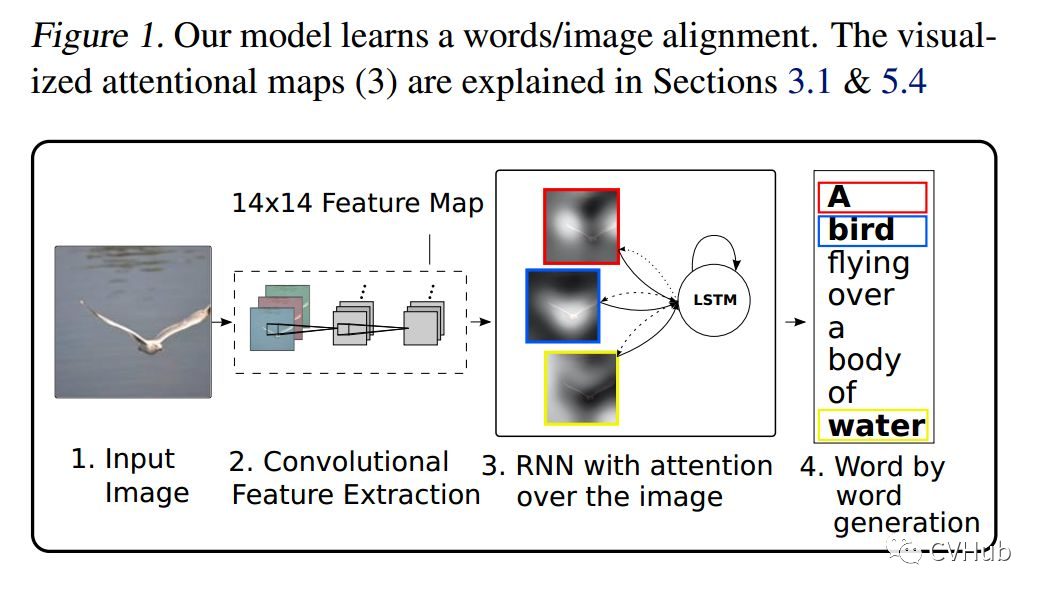 Figure 1. Our model learns a words/image alignment. The visual-
ized attentional maps (3) are explained in Sections 3.1 & 5.4
14x14 Feature Map
LSTM
A
bird
flying
over
a
body
of
water
1. Input
Image
2. Convolutional
Feature Extraction
3. RNN with attention
over the image
4. Word by
word
generation
CVHub